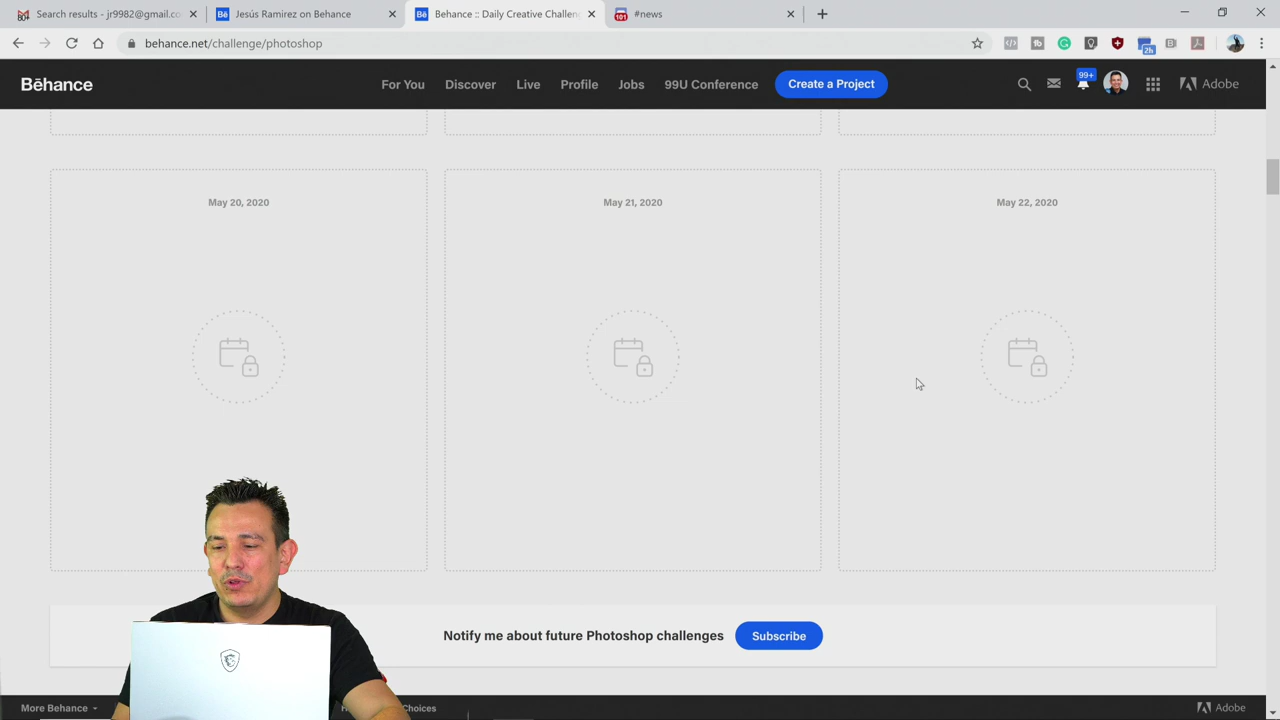 Search results - jr9982@gmail.co
Jesús Ramirez on Behance
Behance :: Daily Creative Challen
#news
behance.net/challenge/photoshop
2h
Bēhance
For You
Discover
Live
Profile
Jobs
99U Conference
Create a Project
99+
Adobe
May 20, 2020
May 21, 2020
May 22, 2020
Notify me about future Photoshop challenges
Subscribe
More Behance
Choices
Adobe